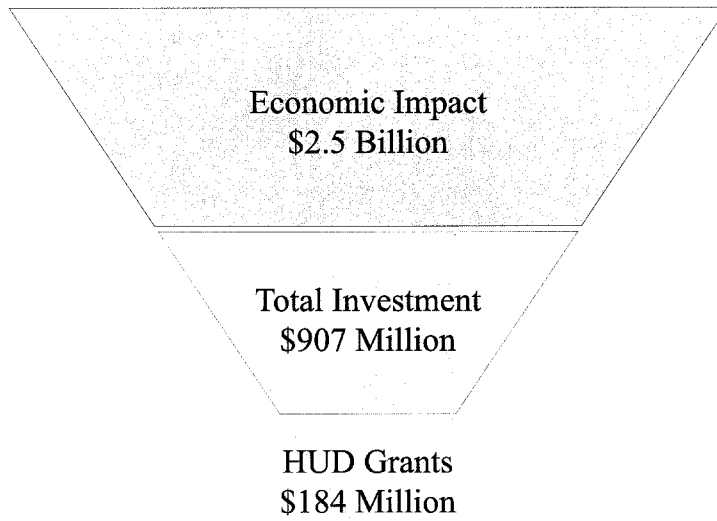 Economic Impact
$2.5 Billion
Total Investment
$907 Million
HUD Grants
$184 Million